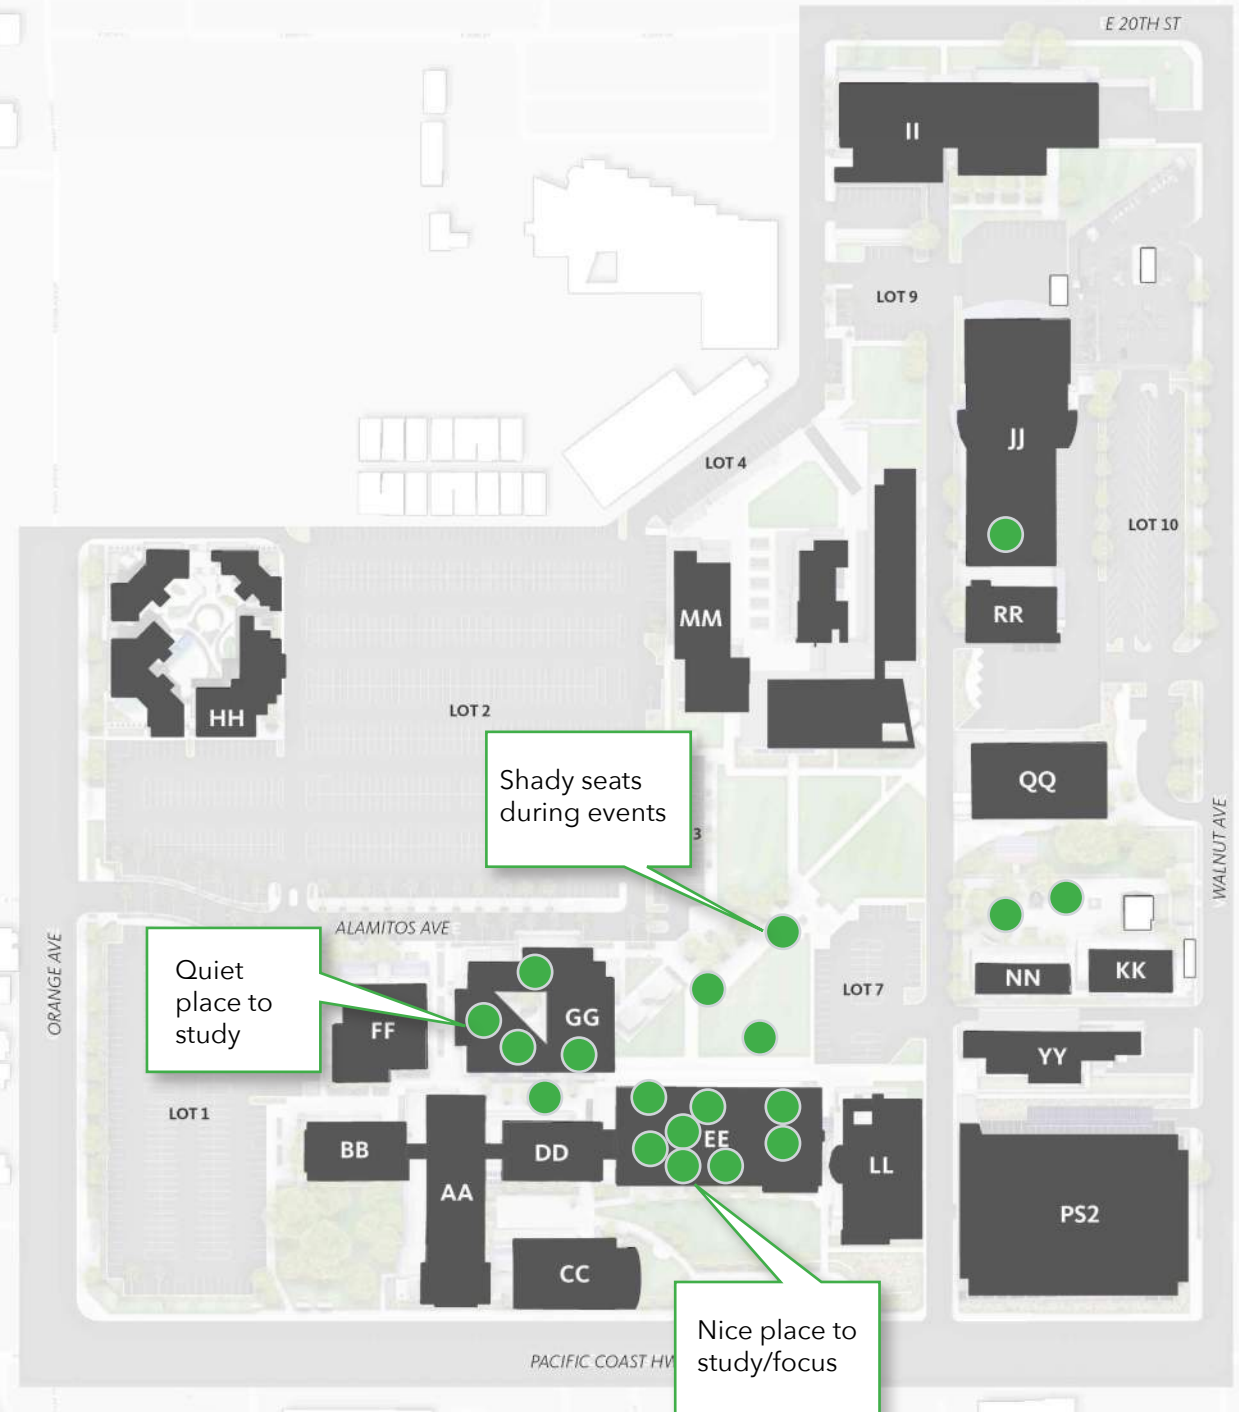 E 20TH ST
II
LOT 9
JJ
LOT 4
LOT 10
MM
RR
HH
LOT 2
QQ
Shady seats
during events
3
WALNUT AVE
ALAMITOS AVE
ORANGE AVE
Quiet
place to
study
GG
FF
LOT 7
NN
KK
YY
LOT 1
BB
DD
EE
LL
AA
PS2
CC
Nice place to
study/focus
PACIFIC COAST HW